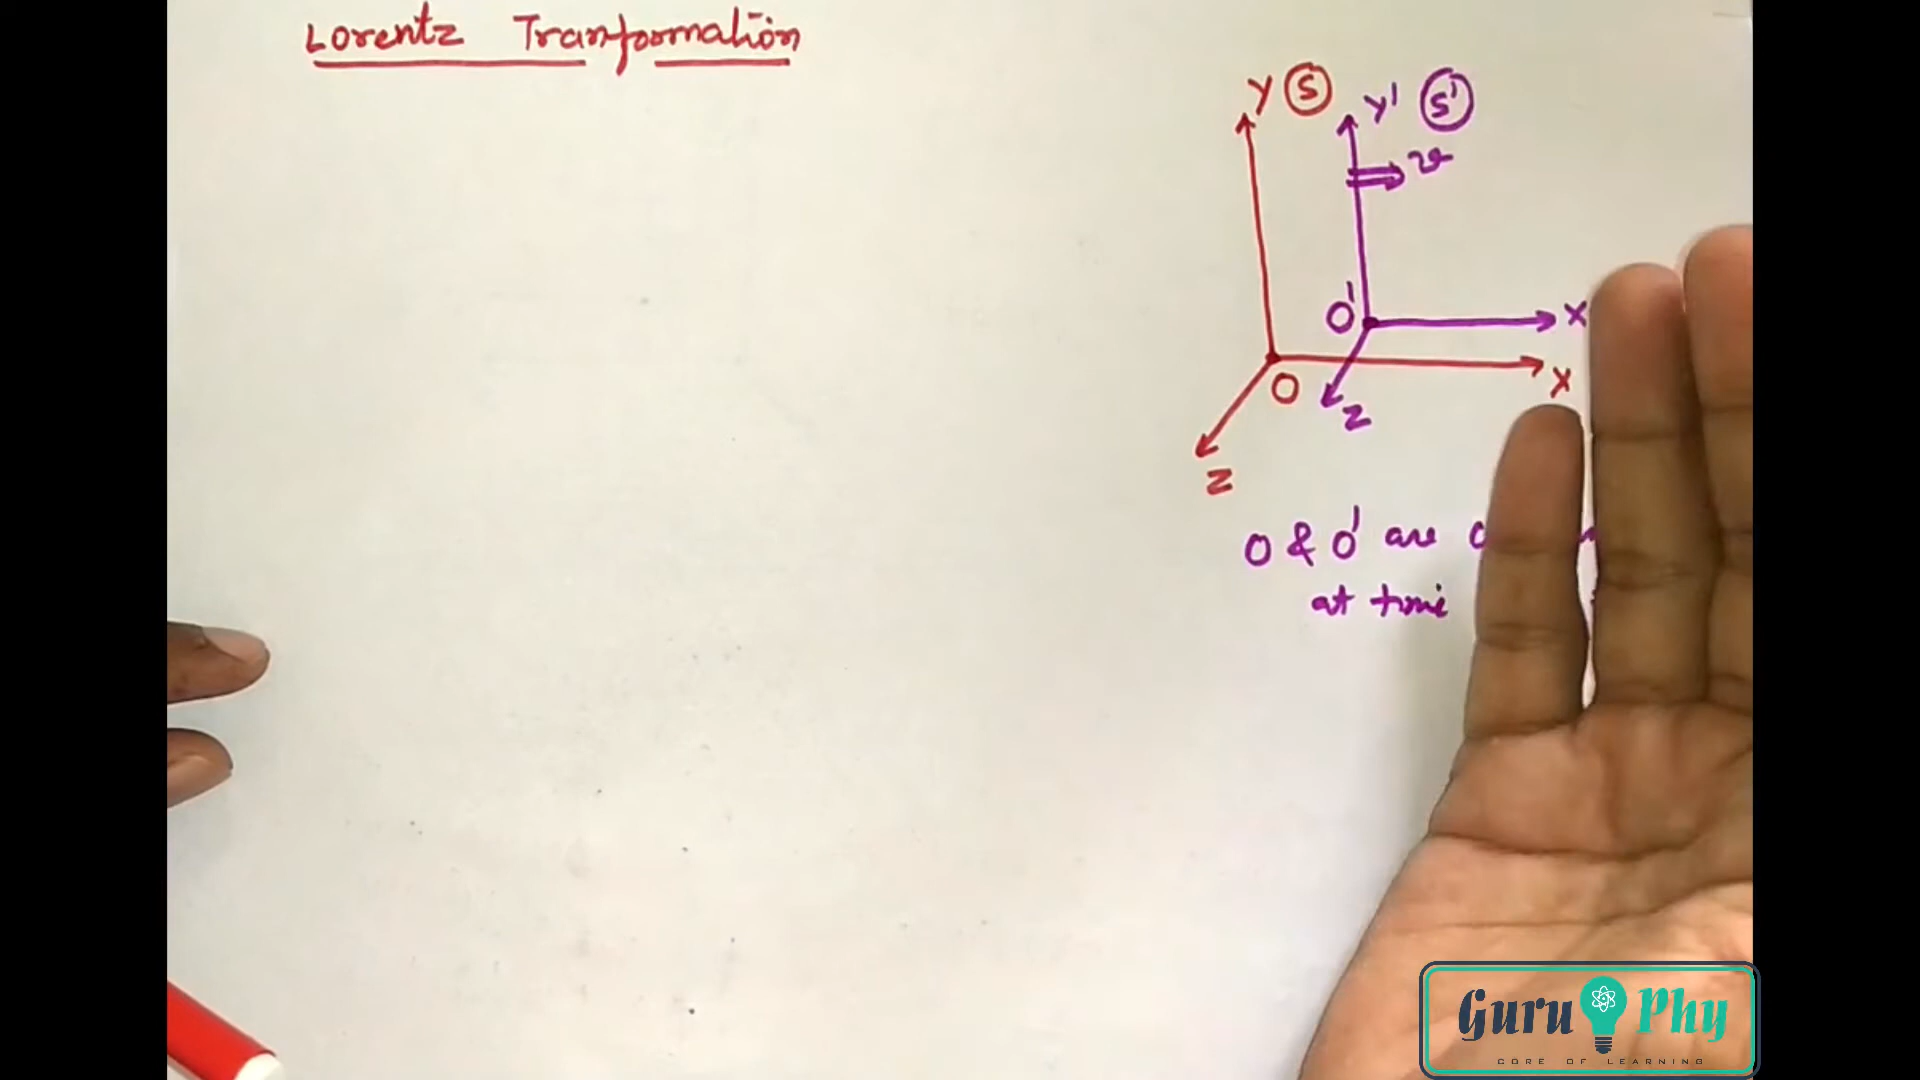 Lorentz Tranformation
Y S Y' S'
v
O' X
O X
Z
Z
O & O' are
at time
Guru Phy
CORE OF LEARNING